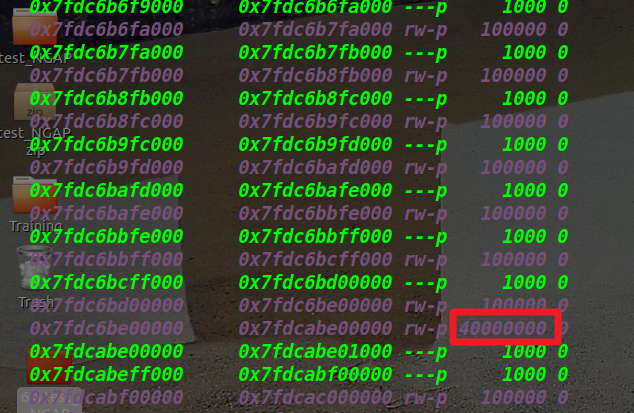 0x7fdc6b6f9000 0x7fdc6b6fa000 ---p 1000 0
0x7fdc6b6fa000 0x7fdc6b7fa000 rw-p 100000 0
0x7fdc6b7fa000 0x7fdc6b7fb000 ---p 1000 0
0x7fdc6b7fb000 0x7fdc6b8fb000 rw-p 100000 0
0x7fdc6b8fb000 0x7fdc6b8fc000 ---p 1000 0
0x7fdc6b8fc000 0x7fdc6b9fc000 rw-p 100000 0
0x7fdc6b9fc000 0x7fdc6b9fd000 ---p 1000 0
0x7fdc6b9fd000 0x7fdc6bafd000 rw-p 100000 0
0x7fdc6bafd000 0x7fdc6bafe000 ---p 1000 0
0x7fdc6bafe000 0x7fdc6bbfe000 rw-p 100000 0
0x7fdc6bbfe000 0x7fdc6bbff000 ---p 1000 0
0x7fdc6bbff000 0x7fdc6bcff000 rw-p 100000 0
0x7fdc6bcff000 0x7fdc6bd00000 ---p 1000 0
0x7fdc6bd00000 0x7fdc6be00000 rw-p 100000 0
0x7fdc6be00000 0x7fdcabe00000 rw-p 40000000 0
0x7fdcabe00000 0x7fdcabe01000 ---p 1000 0
0x7fdcabeff000 0x7fdcabf00000 ---p 1000 0
0x7fdcabf00000 0x7fdcac000000 rw-p 100000 0
test_NGAP
zip
test_NGAP
zip
Training
Trash
NGAP